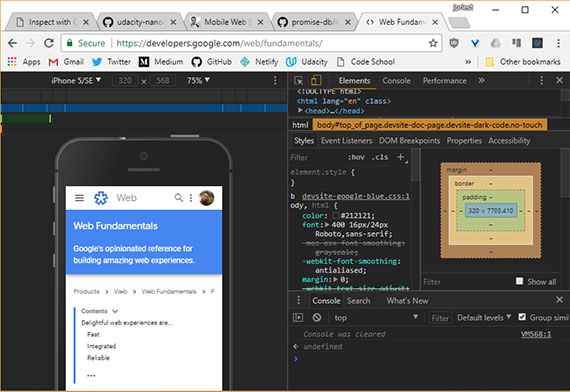 jpriest
Inspect with C
udacity-nano
Mobile Web S
promise-db/i
Web Fundam
Secure https://developers.google.com/web/fundamentals/
Apps Gmail Twitter Medium GitHub Netlify Udacity Code School » Other bookmarks
iPhone 5/SE ▼ 320 × 568 75% ▼
Elements Console Performance »
<!DOCTYPE html>
<html lang="en" class>
▶<head>…</head>
html body#top_of_page.devsite-doc-page.devsite-dark-code.no-touch
Styles Event Listeners DOM Breakpoints Properties Accessibility
Filter :hov .cls +
element.style {
}
b devsite-google-blue.css:1
ody, html {
color: #212121;
font:▶ 400 16px/24px
Roboto,sans-serif;
-moz-osx-font-smoothing:
grayscale;
-webkit-font-smoothing:
antialiased;
margin:▶ 0;
-webkit-text-size-adjust:
margin –
border –
padding –
320 × 7703.410
Filter Show all
Web
Web Fundamentals
Google's opinionated reference for
building amazing web experiences.
Products > Web > Web Fundamentals > F
Contents
Delightful web experiences are...
Fast
Integrated
Reliable
Console Search What's New
top ▼ Filter Default levels ▼ Group simil
Console was cleared VM568:1
undefined